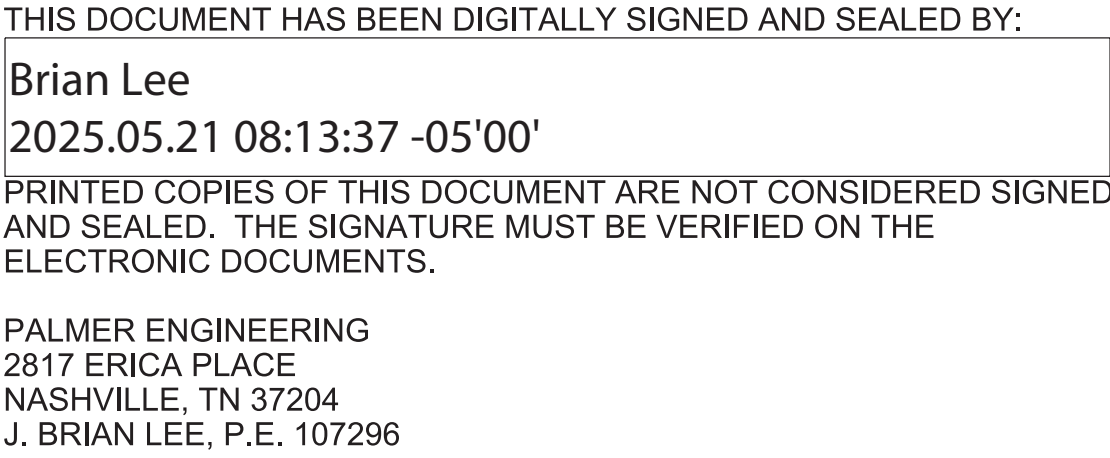 THIS DOCUMENT HAS BEEN DIGITALLY SIGNED AND SEALED BY:
Brian Lee
2025.05.21 08:13:37 -05'00'
PRINTED COPIES OF THIS DOCUMENT ARE NOT CONSIDERED SIGNED
AND SEALED.  THE SIGNATURE MUST BE VERIFIED ON THE
ELECTRONIC DOCUMENTS.
PALMER ENGINEERING
2817 ERICA PLACE
NASHVILLE, TN 37204
J. BRIAN LEE, P.E. 107296